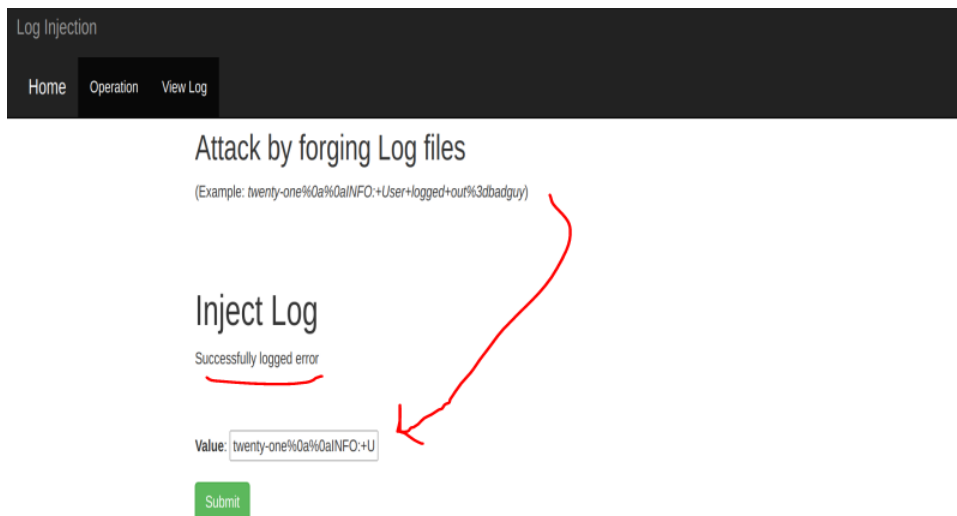 Log Injection
Home Operation View Log
Attack by forging Log files
(Example: twenty-one%0a%0aINFO:+User+logged+out%3dbadguy)
Inject Log
Successfully logged error
Value: twenty-one%0a%0aINFO:+U
Submit